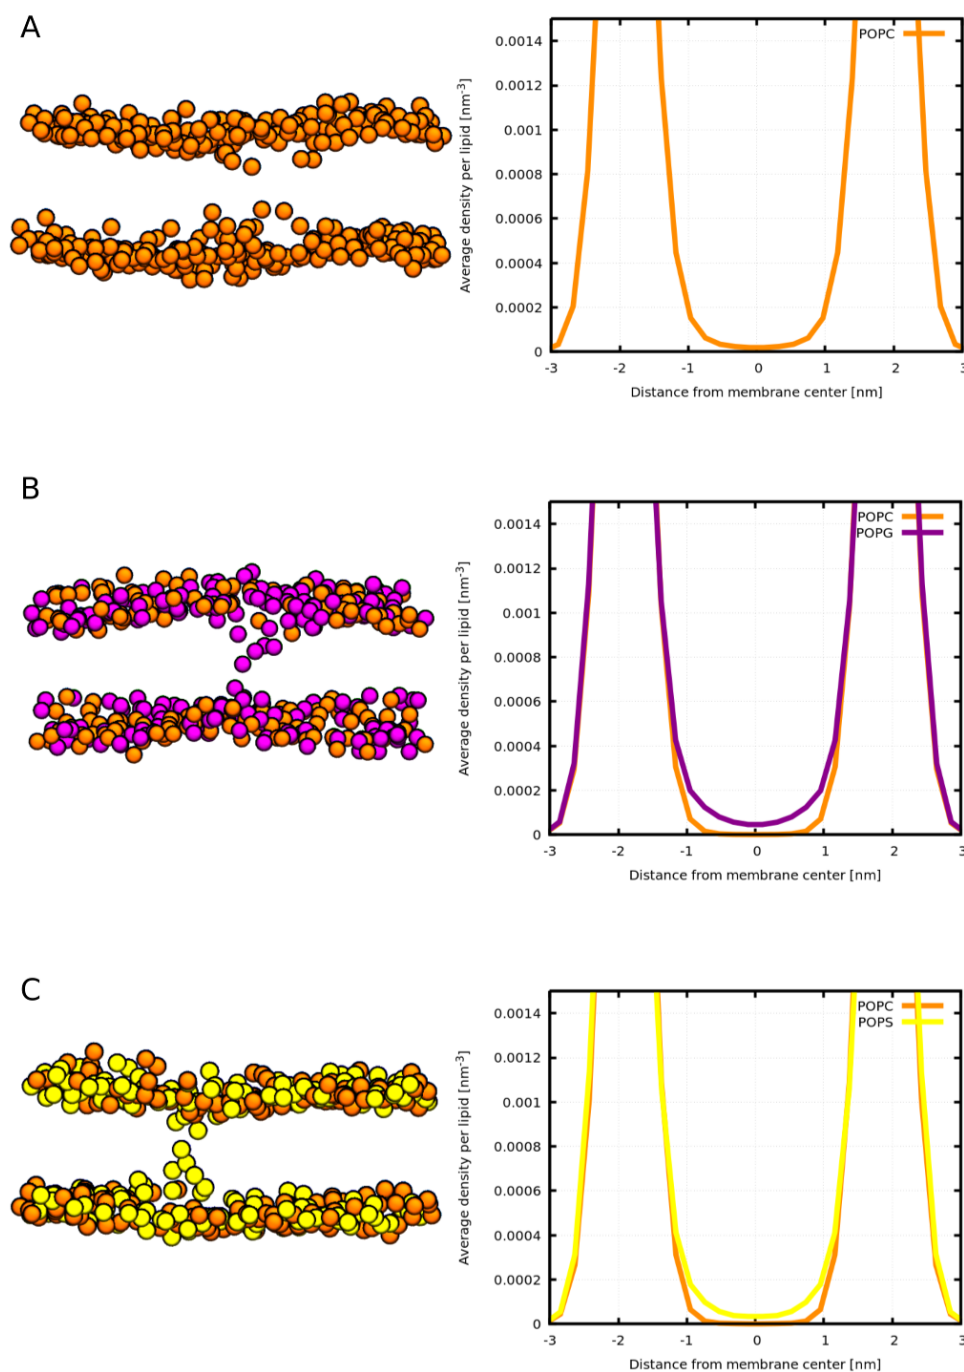 A
Average density per lipid [nm⁻³]
0.0014
0.0012
0.001
0.0008
0.0006
0.0004
0.0002
0
POPC
-3 -2 -1 0 1 2 3
Distance from membrane center [nm]
B
Average density per lipid [nm⁻³]
0.0014
0.0012
0.001
0.0008
0.0006
0.0004
0.0002
0
POPC
POPG
-3 -2 -1 0 1 2 3
Distance from membrane center [nm]
C
Average density per lipid [nm⁻³]
0.0014
0.0012
0.001
0.0008
0.0006
0.0004
0.0002
0
POPC
POPS
-3 -2 -1 0 1 2 3
Distance from membrane center [nm]